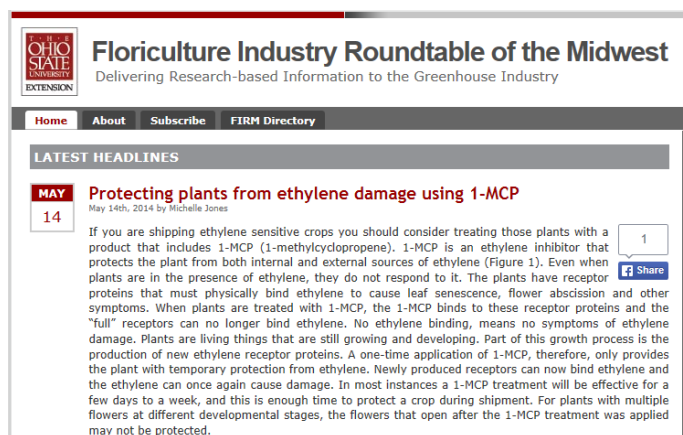 T · H · E
OHIO
STATE
UNIVERSITY
EXTENSION
Floriculture Industry Roundtable of the Midwest
Delivering Research-based Information to the Greenhouse Industry
Home About Subscribe FIRM Directory
LATEST HEADLINES
MAY
14
Protecting plants from ethylene damage using 1-MCP
May 14th, 2014 by Michelle Jones
1
Share
If you are shipping ethylene sensitive crops you should consider treating those plants with a
product that includes 1-MCP (1-methylcyclopropene). 1-MCP is an ethylene inhibitor that
protects the plant from both internal and external sources of ethylene (Figure 1). Even when
plants are in the presence of ethylene, they do not respond to it. The plants have receptor
proteins that must physically bind ethylene to cause leaf senescence, flower abscission and other
symptoms. When plants are treated with 1-MCP, the 1-MCP binds to these receptor proteins and the
“full” receptors can no longer bind ethylene. No ethylene binding, means no symptoms of ethylene
damage. Plants are living things that are still growing and developing. Part of this growth process is the
production of new ethylene receptor proteins. A one-time application of 1-MCP, therefore, only provides
the plant with temporary protection from ethylene. Newly produced receptors can now bind ethylene and
the ethylene can once again cause damage. In most instances a 1-MCP treatment will be effective for a
few days to a week, and this is enough time to protect a crop during shipment. For plants with multiple
flowers at different developmental stages, the flowers that open after the 1-MCP treatment was applied
may not be protected.